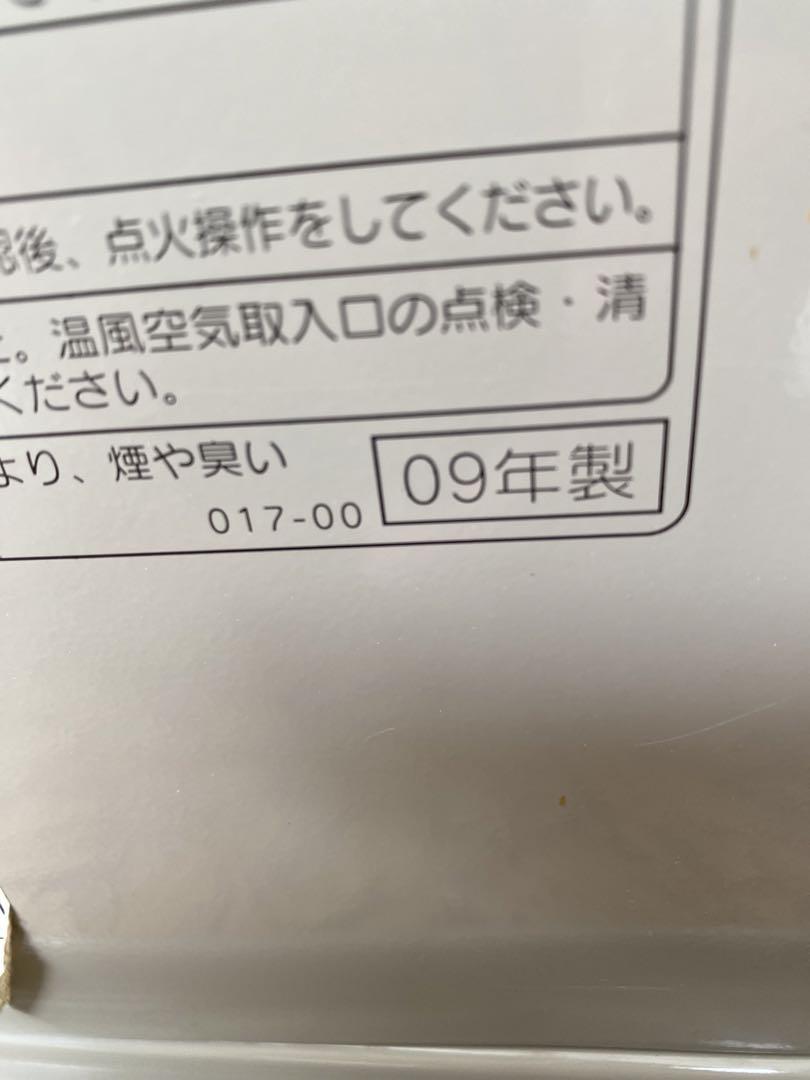 後、点火操作をしてください。
。温風空気取入口の点検・清
ください。
より、煙や臭い
017-00
09年製